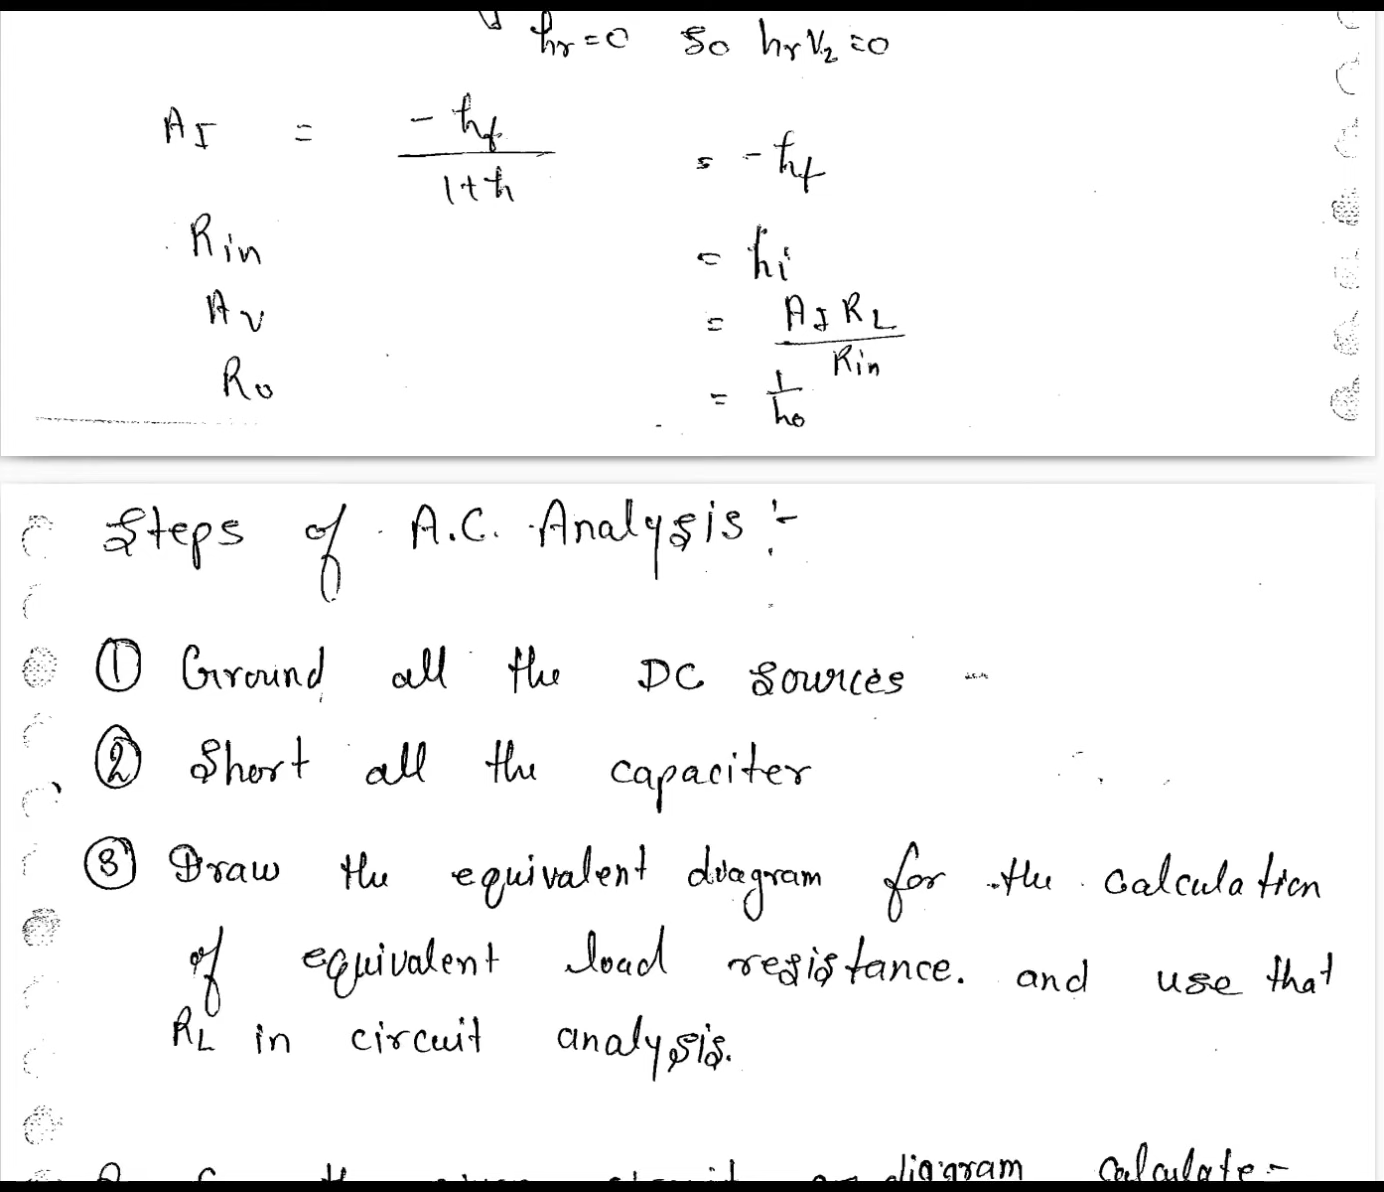 hr=0 So hrV2=0
AI = -hf / 1+h = -hf
Rin = hi
Av = AI RL / Rin
Ro = 1/ho
Steps of A.C. Analysis :-
① Ground all the DC Sources
② Short all the capaciter
③ Draw the equivalent diagram for the calculation
of equivalent load resistance. and use that
RL in circuit analysis.
diagram Calculate :-